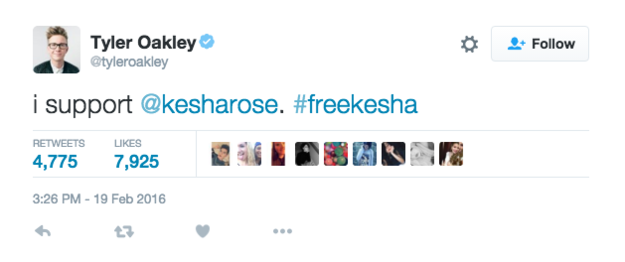 Tyler Oakley
@tyleroakley
Follow
i support @kesharose. #freekesha
RETWEETS LIKES
4,775 7,925
3:26 PM - 19 Feb 2016